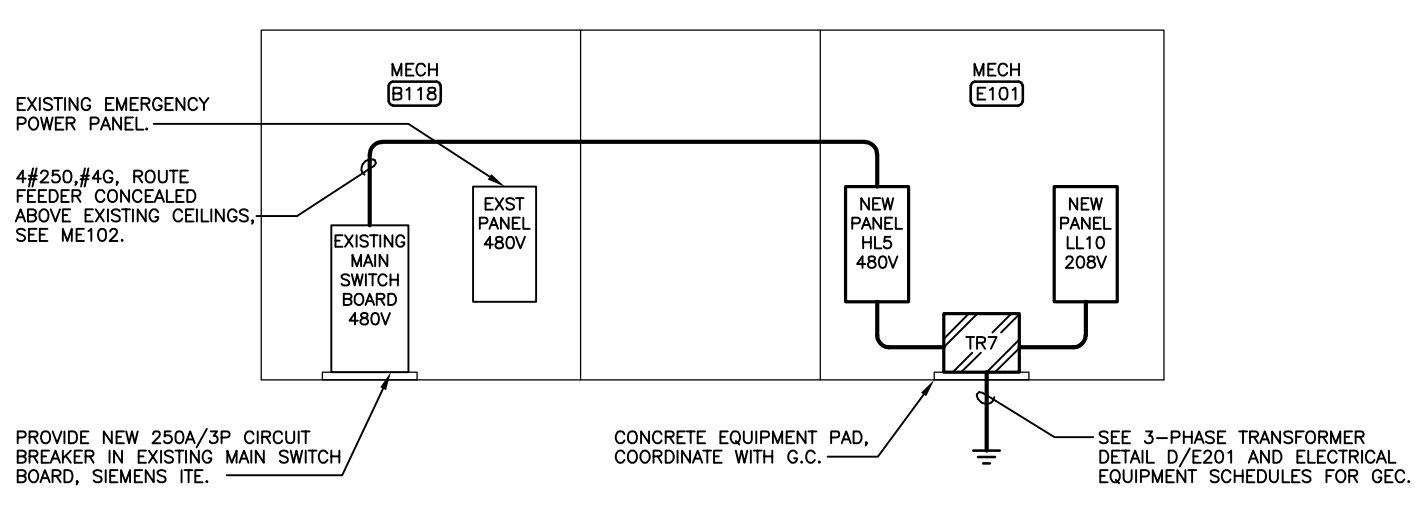 MECH
B118
MECH
E101
EXISTING EMERGENCY
POWER PANEL.
4#250,#4G, ROUTE
FEEDER CONCEALED
ABOVE EXISTING CEILINGS,
SEE ME102.
EXISTING
MAIN
SWITCH
BOARD
480V
EXST
PANEL
480V
NEW
PANEL
HL5
480V
NEW
PANEL
LL10
208V
TR7
PROVIDE NEW 250A/3P CIRCUIT
BREAKER IN EXISTING MAIN SWITCH
BOARD, SIEMENS ITE.
CONCRETE EQUIPMENT PAD,
COORDINATE WITH G.C.
SEE 3-PHASE TRANSFORMER
DETAIL D/E201 AND ELECTRICAL
EQUIPMENT SCHEDULES FOR GEC.